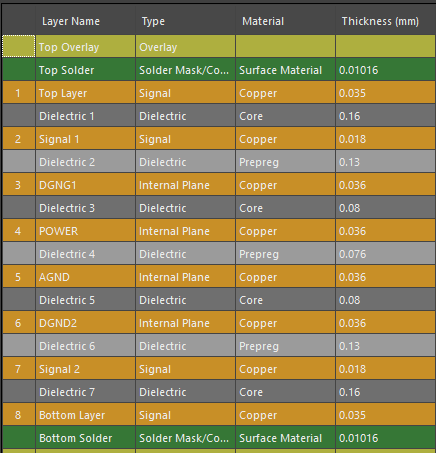 Layer Name Type Material Thickness (mm)
Top Overlay Overlay
Top Solder Solder Mask/Co... Surface Material 0.01016
1 Top Layer Signal Copper 0.035
Dielectric 1 Dielectric Core 0.16
2 Signal 1 Signal Copper 0.018
Dielectric 2 Dielectric Prepreg 0.13
3 DGNG1 Internal Plane Copper 0.036
Dielectric 3 Dielectric Core 0.08
4 POWER Internal Plane Copper 0.036
Dielectric 4 Dielectric Prepreg 0.076
5 AGND Internal Plane Copper 0.036
Dielectric 5 Dielectric Core 0.08
6 DGND2 Internal Plane Copper 0.036
Dielectric 6 Dielectric Prepreg 0.13
7 Signal 2 Signal Copper 0.018
Dielectric 7 Dielectric Core 0.16
8 Bottom Layer Signal Copper 0.035
Bottom Solder Solder Mask/Co... Surface Material 0.01016